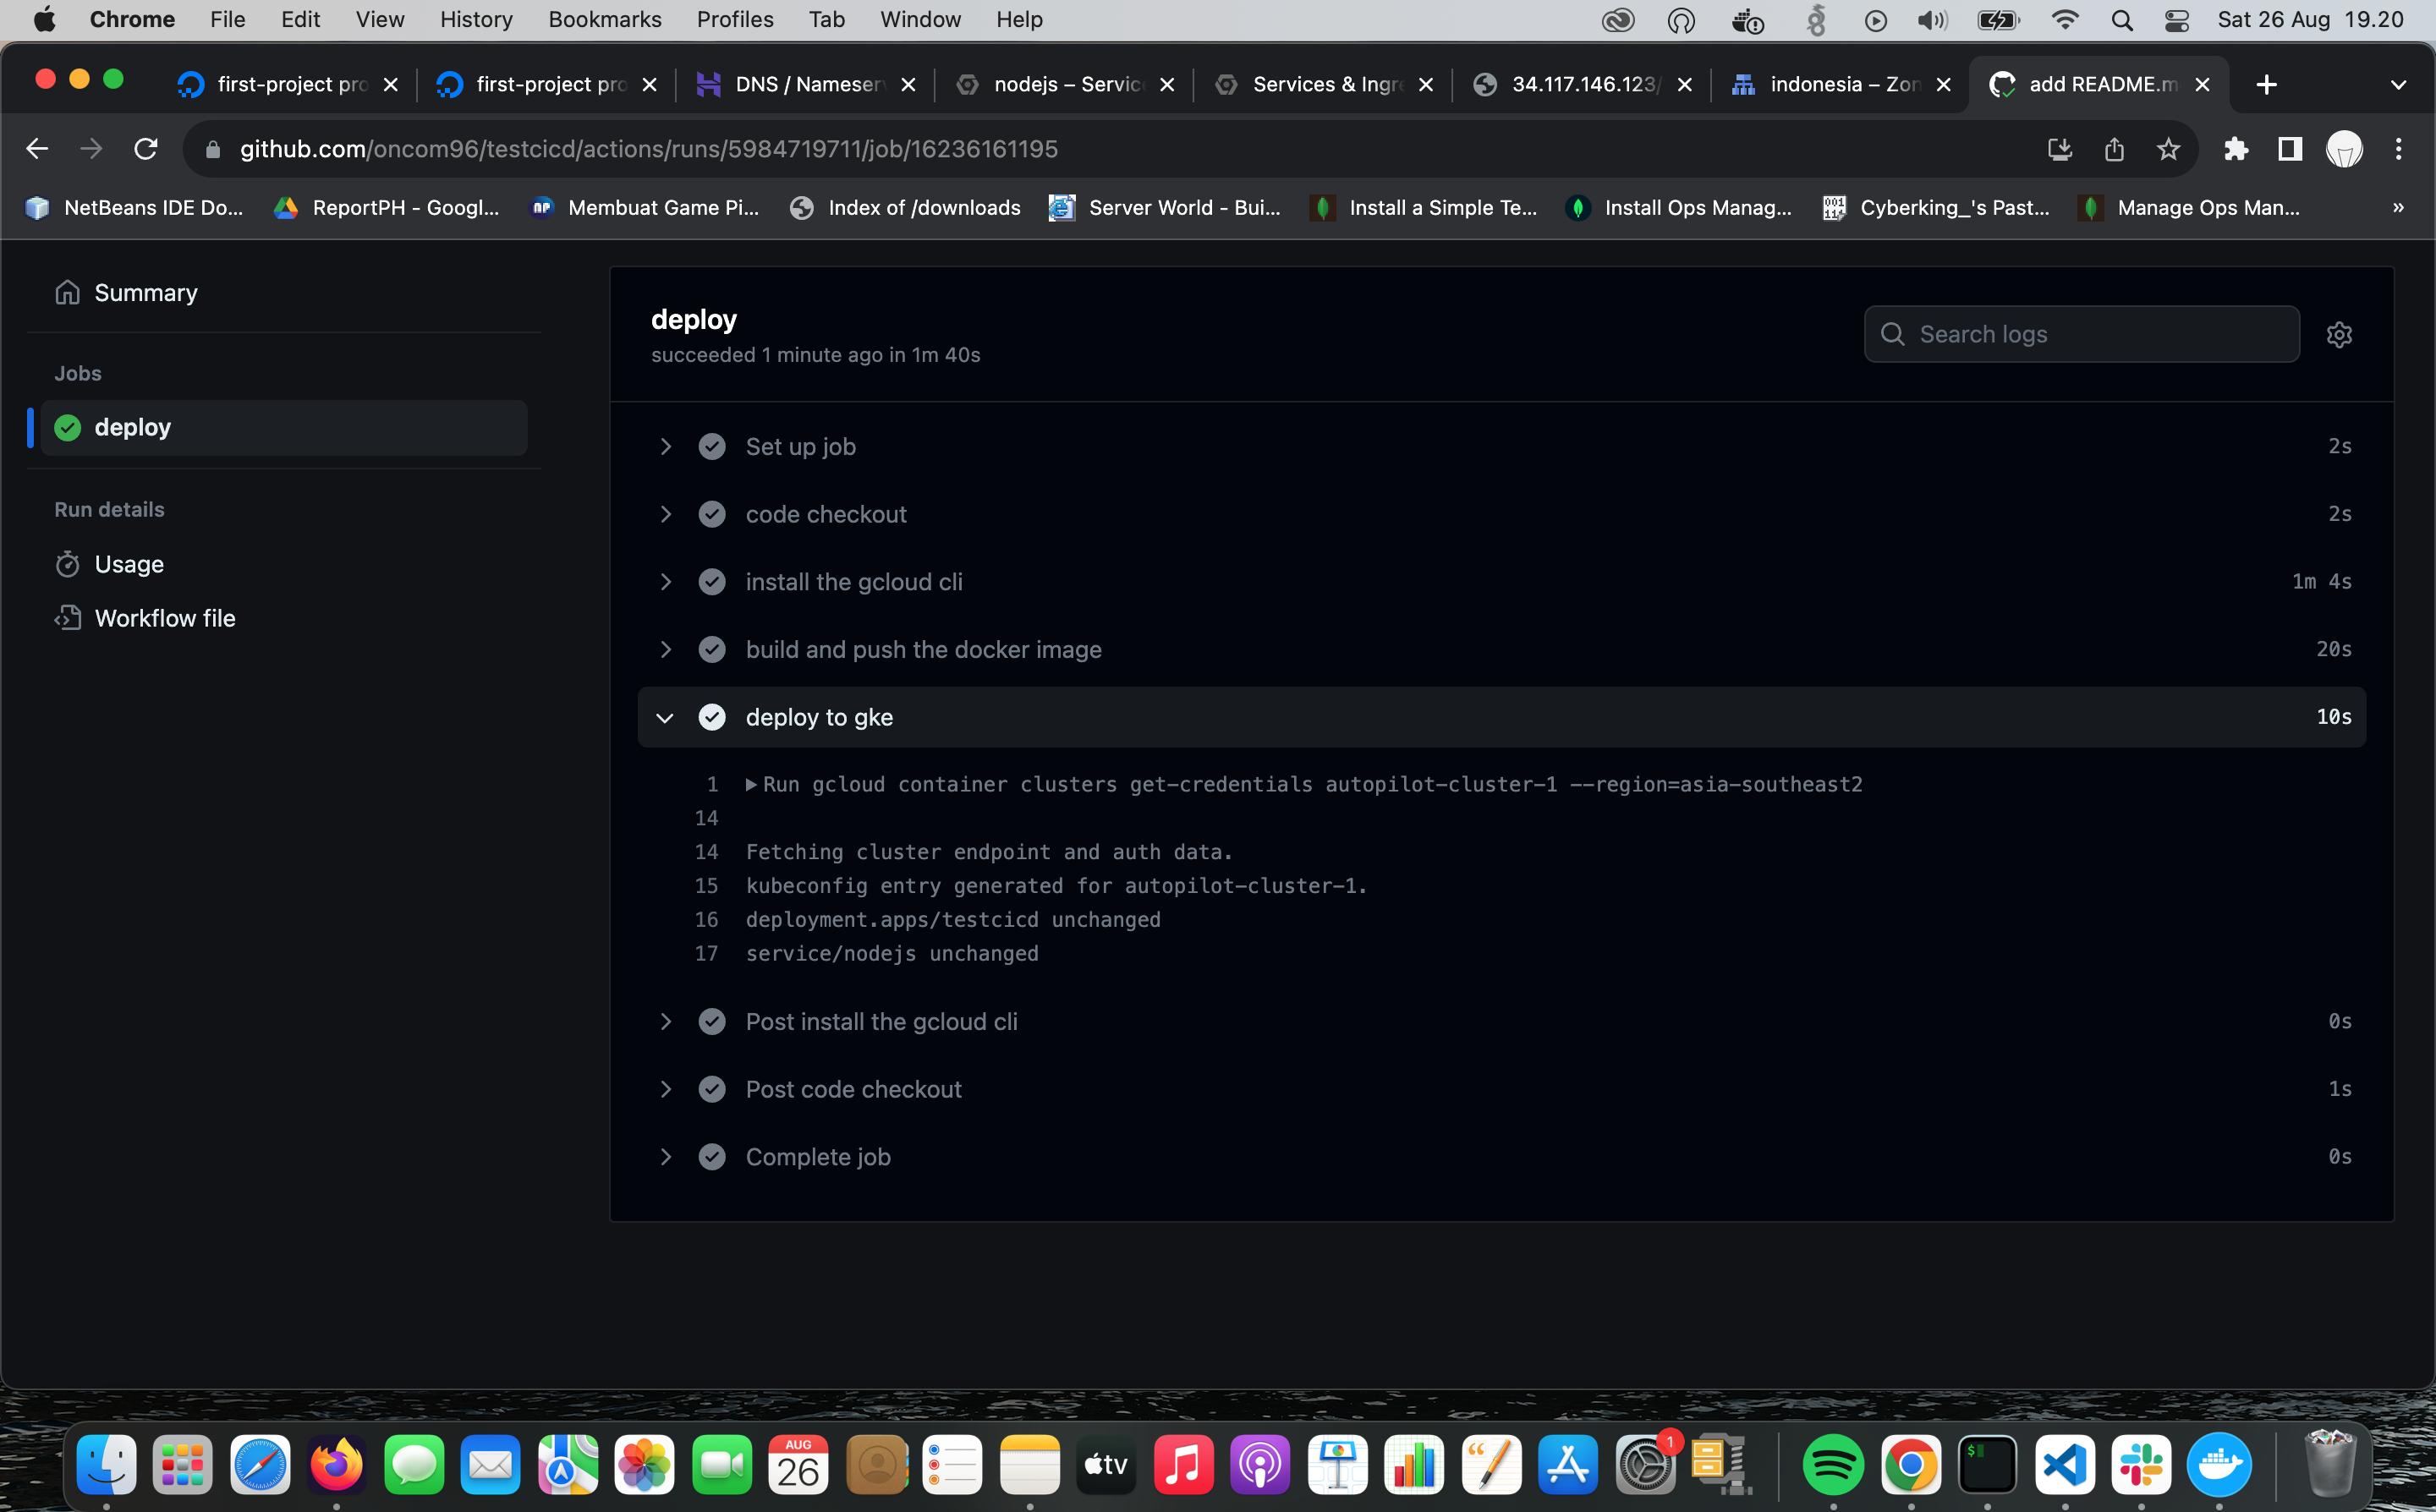 Chrome File Edit View History Bookmarks Profiles Tab Window Help Sat 26 Aug 19.20
first-project pro first-project pro DNS / Nameserv nodejs – Servic Services & Ingre 34.117.146.123/ indonesia – Zon add README.m
github.com/oncom96/testcicd/actions/runs/5984719711/job/16236161195
NetBeans IDE Do... ReportPH - Googl... Membuat Game Pi... Index of /downloads Server World - Bui... Install a Simple Te... Install Ops Manag... Cyberking_'s Past... Manage Ops Man... »
Summary
Jobs
deploy
Run details
Usage
Workflow file
deploy
succeeded 1 minute ago in 1m 40s
Search logs
Set up job 2s
code checkout 2s
install the gcloud cli 1m 4s
build and push the docker image 20s
deploy to gke 10s
1 Run gcloud container clusters get-credentials autopilot-cluster-1 --region=asia-southeast2
14
14 Fetching cluster endpoint and auth data.
15 kubeconfig entry generated for autopilot-cluster-1.
16 deployment.apps/testcicd unchanged
17 service/nodejs unchanged
Post install the gcloud cli 0s
Post code checkout 1s
Complete job 0s
AUG
26
tv
1